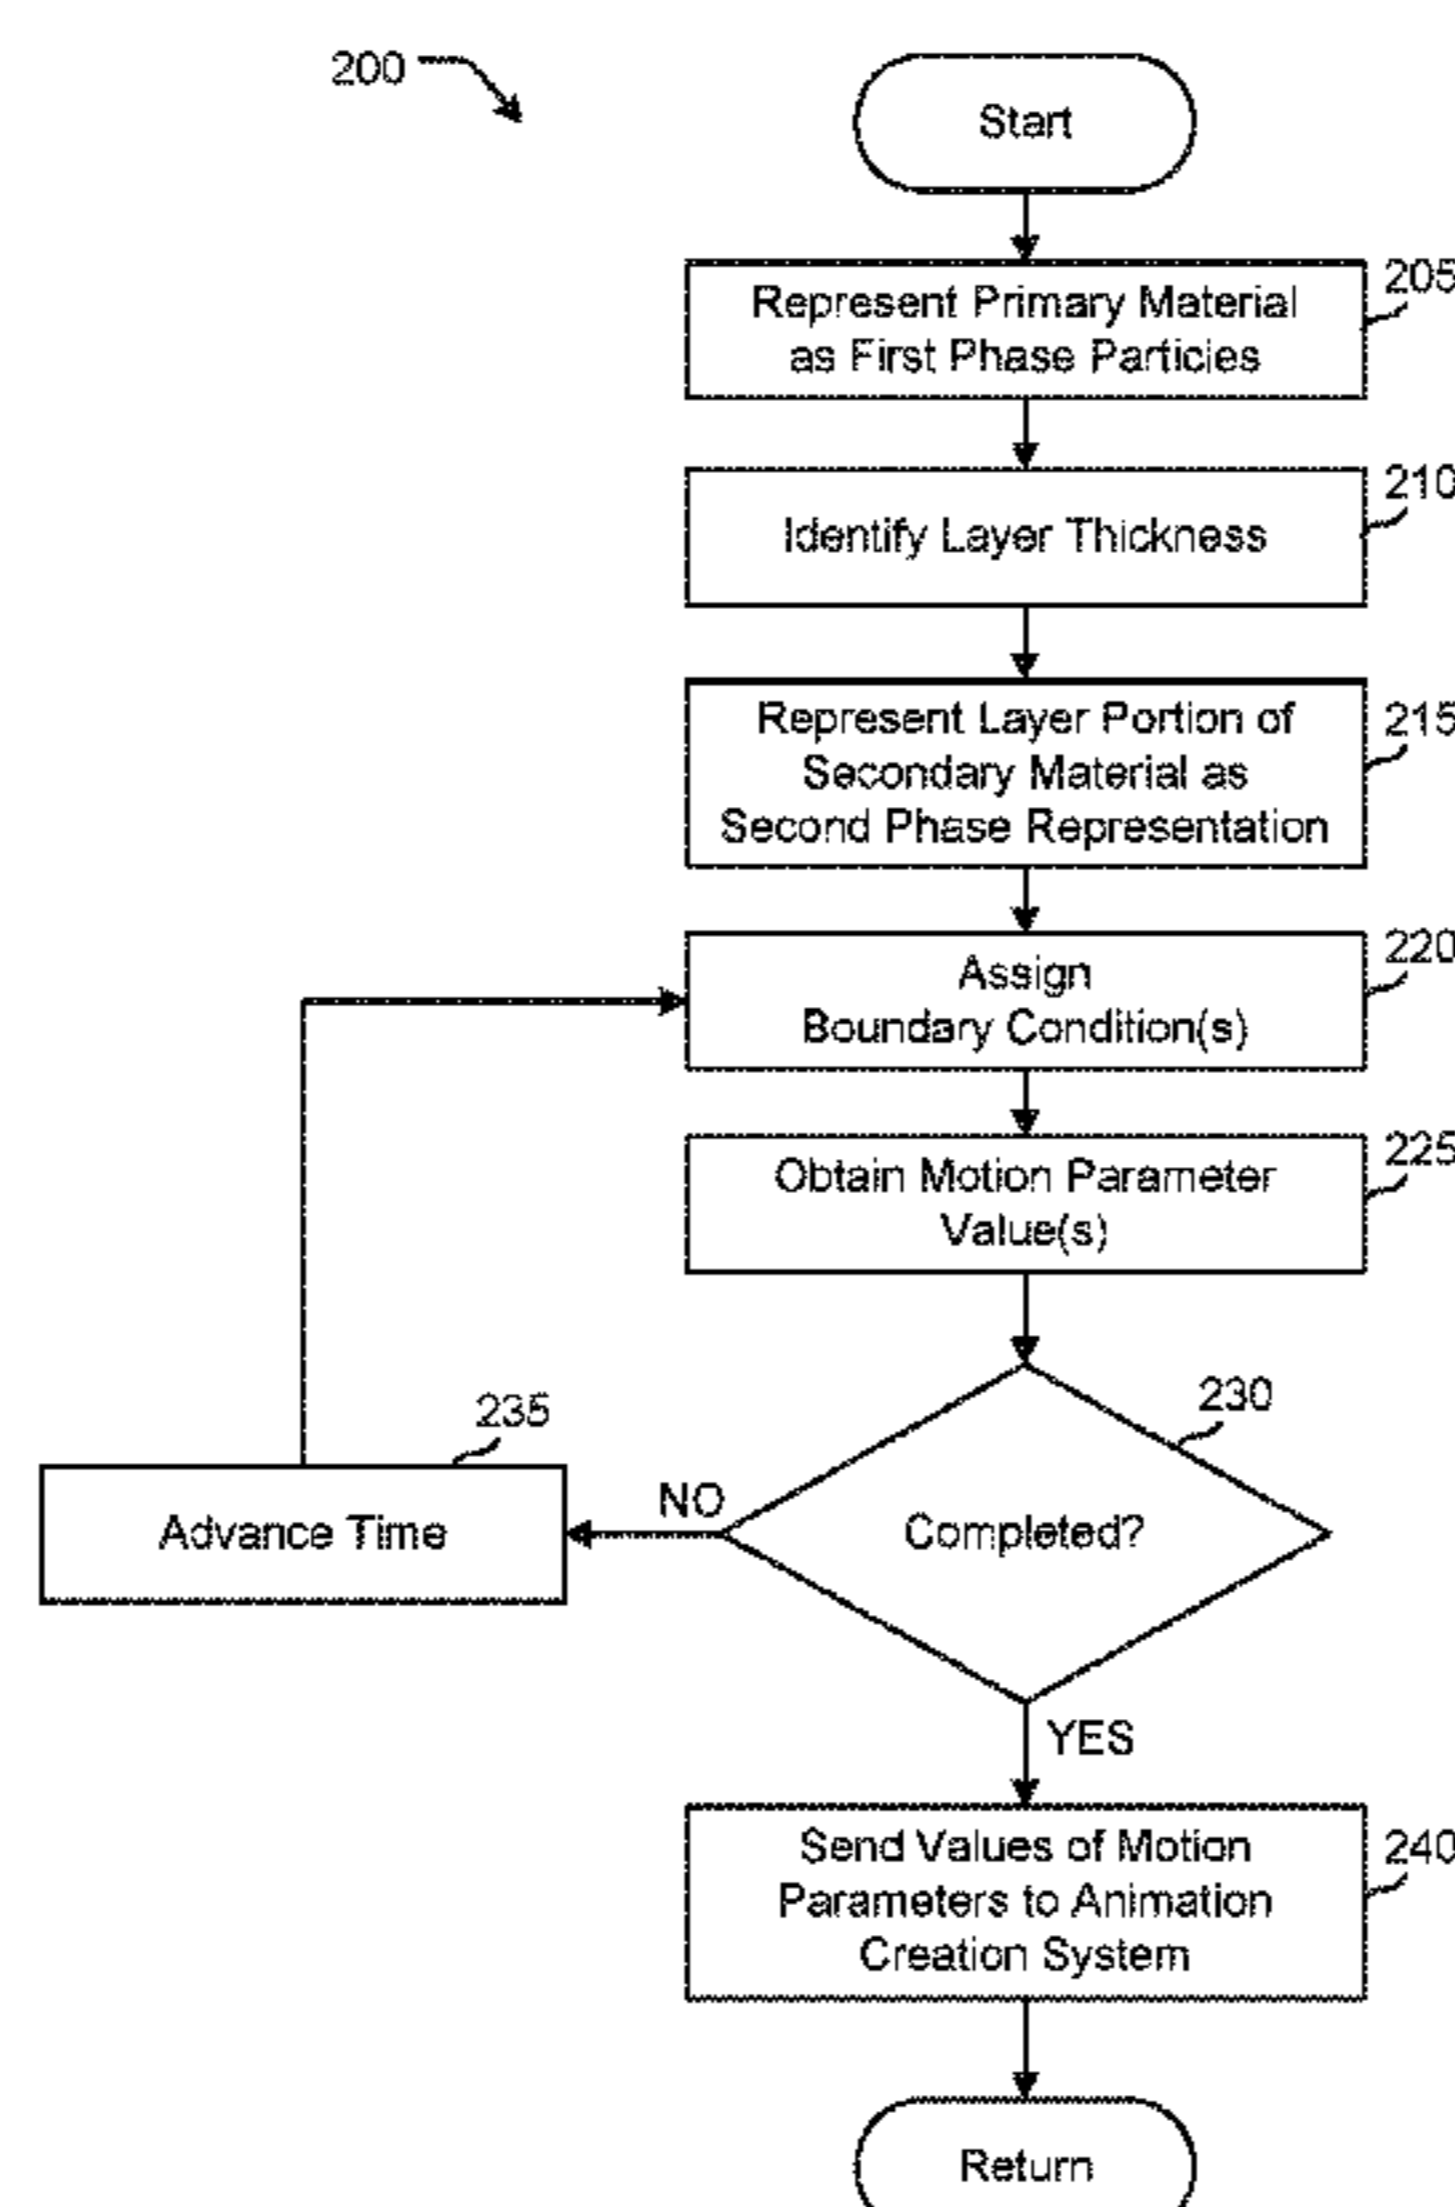 200
Start
205
Represent Primary Material
as First Phase Particles
210
Identify Layer Thickness
215
Represent Layer Portion of
Secondary Material as
Second Phase Representation
220
Assign
Boundary Condition(s)
225
Obtain Motion Parameter
Value(s)
230
Completed?
NO
235
Advance Time
YES
240
Send Values of Motion
Parameters to Animation
Creation System
Return